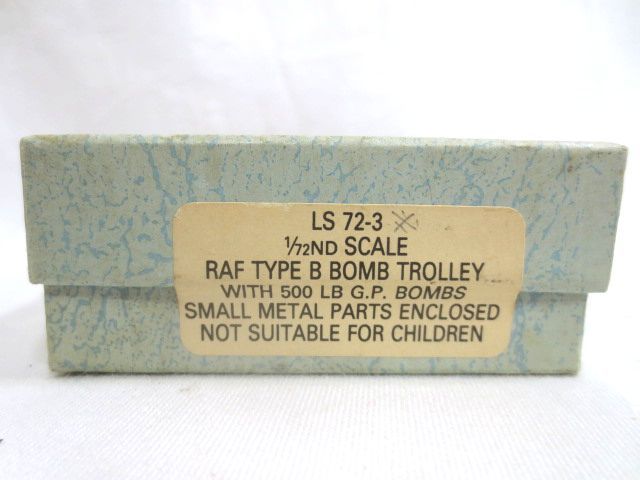 LS 72-3
1/72ND SCALE
RAF TYPE B BOMB TROLLEY
WITH 500 LB G.P. BOMBS
SMALL METAL PARTS ENCLOSED
NOT SUITABLE FOR CHILDREN